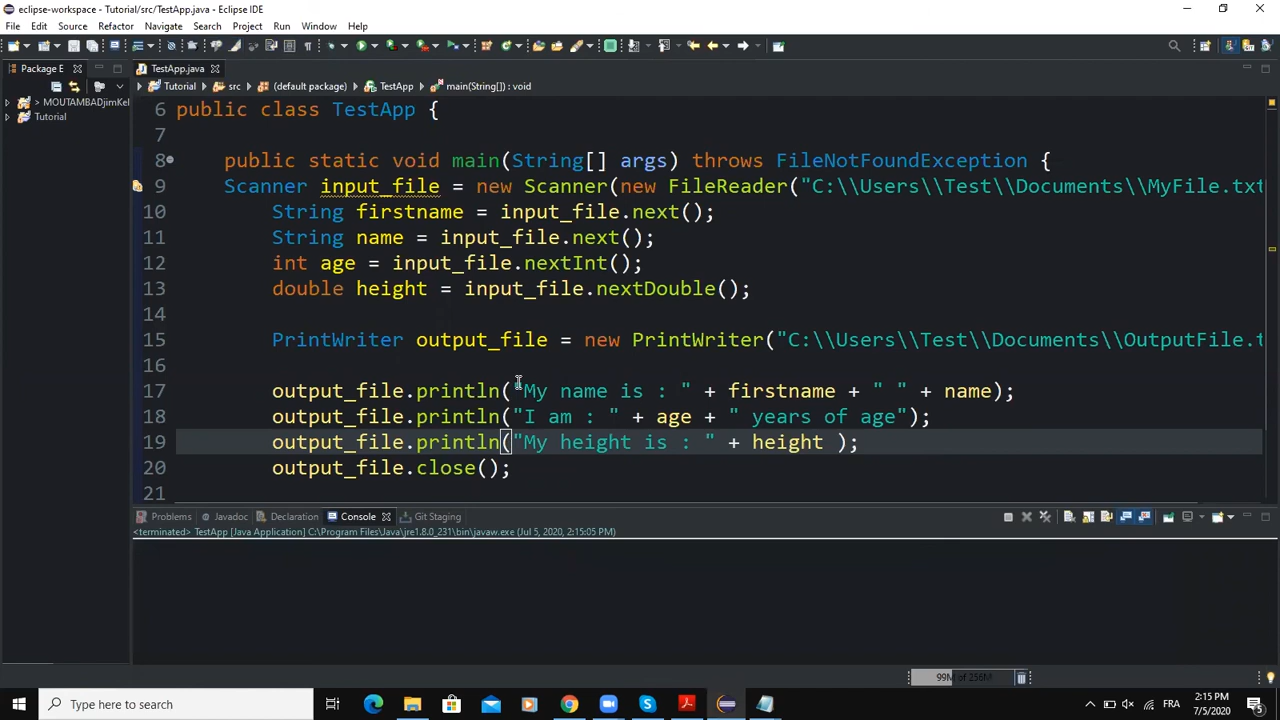 eclipse-workspace - Tutorial/src/TestApp.java - Eclipse IDE
File Edit Source Refactor Navigate Search Project Run Window Help
Package E
TestApp.java
Tutorial src (default package) TestApp main(String[]) : void
> MOUTAMBADjimKel
Tutorial
6 public class TestApp {
7
8 public static void main(String[] args) throws FileNotFoundException {
9 Scanner input_file = new Scanner(new FileReader("C:\\Users\\Test\\Documents\\MyFile.txt
10 String firstname = input_file.next();
11 String name = input_file.next();
12 int age = input_file.nextInt();
13 double height = input_file.nextDouble();
14
15 PrintWriter output_file = new PrintWriter("C:\\Users\\Test\\Documents\\OutputFile.t
16
17 output_file.println("My name is : " + firstname + " " + name);
18 output_file.println("I am : " + age + " years of age");
19 output_file.println("My height is : " + height );
20 output_file.close();
21
Problems Javadoc Declaration Console Git Staging
<terminated> TestApp [Java Application] C:\Program Files\Java\jre1.8.0_231\bin\javaw.exe (Jul 5, 2020, 2:15:05 PM)
99M of 256M
Type here to search
FRA
2:15 PM
7/5/2020
5